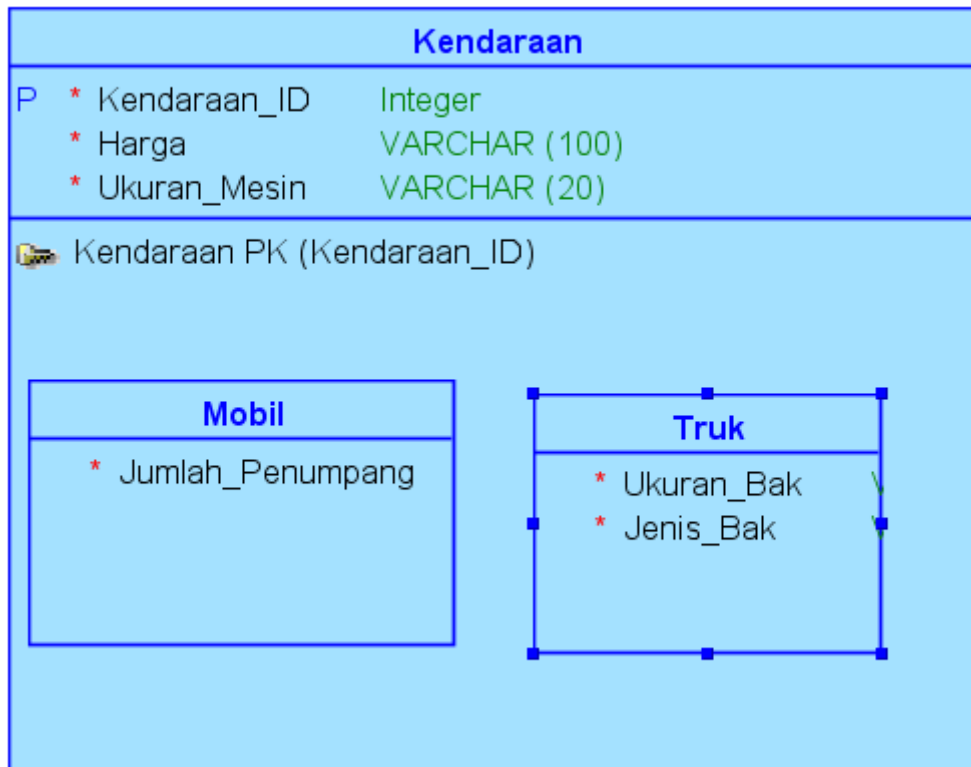 Kendaraan
P * Kendaraan_ID Integer
* Harga VARCHAR (100)
* Ukuran_Mesin VARCHAR (20)
Kendaraan PK (Kendaraan_ID)
Mobil
* Jumlah_Penumpang
Truk
* Ukuran_Bak
* Jenis_Bak